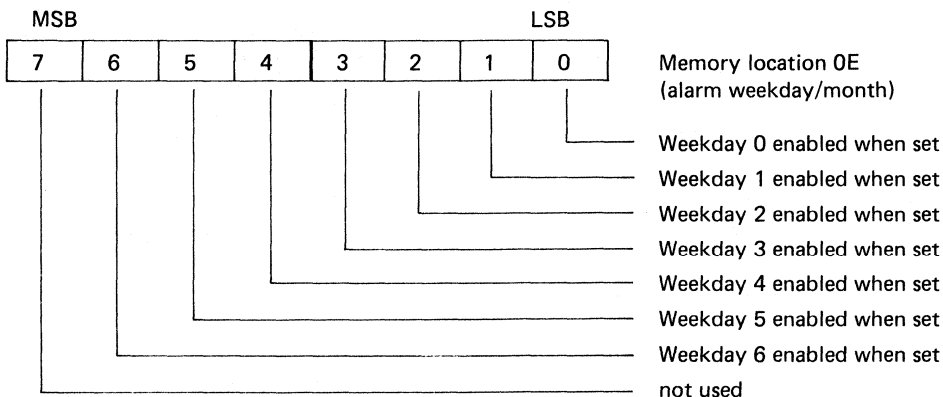 MSB LSB
7 6 5 4 3 2 1 0
Memory location 0E
(alarm weekday/month)
Weekday 0 enabled when set
Weekday 1 enabled when set
Weekday 2 enabled when set
Weekday 3 enabled when set
Weekday 4 enabled when set
Weekday 5 enabled when set
Weekday 6 enabled when set
not used